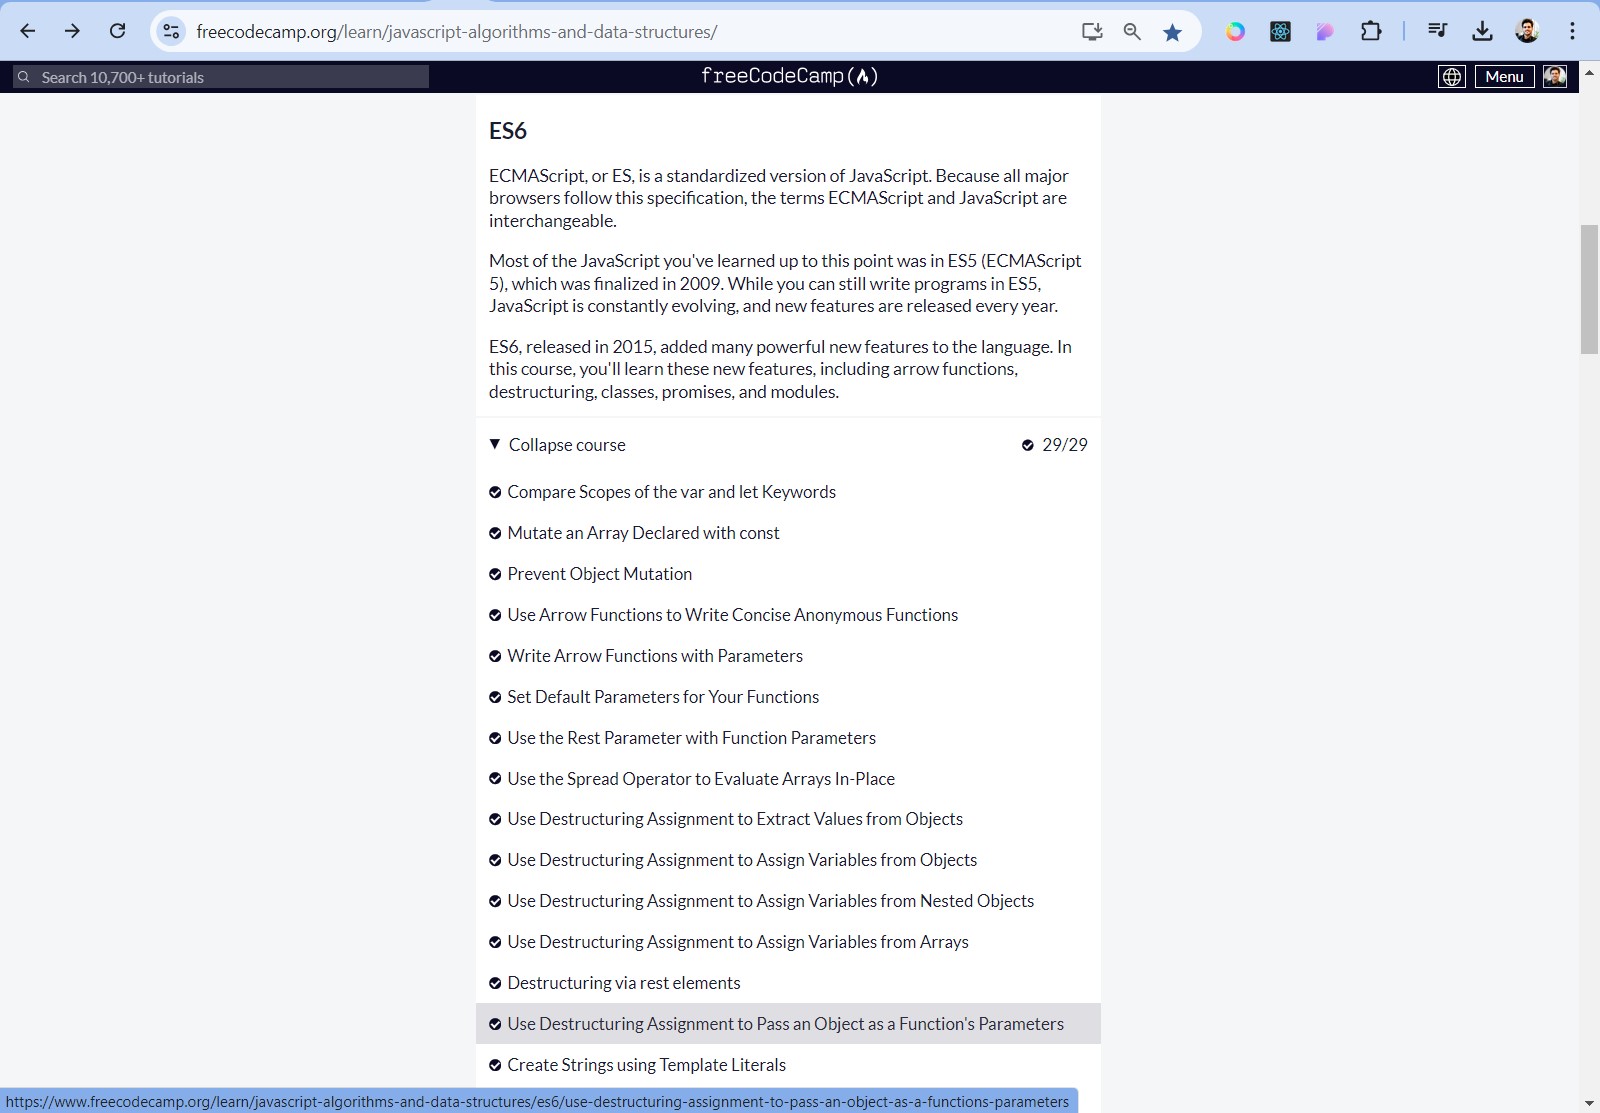 freecodecamp.org/learn/javascript-algorithms-and-data-structures/
Search 10,700+ tutorials
freeCodeCamp
Menu
ES6
ECMAScript, or ES, is a standardized version of JavaScript. Because all major
browsers follow this specification, the terms ECMAScript and JavaScript are
interchangeable.
Most of the JavaScript you've learned up to this point was in ES5 (ECMAScript
5), which was finalized in 2009. While you can still write programs in ES5,
JavaScript is constantly evolving, and new features are released every year.
ES6, released in 2015, added many powerful new features to the language. In
this course, you'll learn these new features, including arrow functions,
destructuring, classes, promises, and modules.
Collapse course 29/29
Compare Scopes of the var and let Keywords
Mutate an Array Declared with const
Prevent Object Mutation
Use Arrow Functions to Write Concise Anonymous Functions
Write Arrow Functions with Parameters
Set Default Parameters for Your Functions
Use the Rest Parameter with Function Parameters
Use the Spread Operator to Evaluate Arrays In-Place
Use Destructuring Assignment to Extract Values from Objects
Use Destructuring Assignment to Assign Variables from Objects
Use Destructuring Assignment to Assign Variables from Nested Objects
Use Destructuring Assignment to Assign Variables from Arrays
Destructuring via rest elements
Use Destructuring Assignment to Pass an Object as a Function's Parameters
Create Strings using Template Literals
https://www.freecodecamp.org/learn/javascript-algorithms-and-data-structures/es6/use-destructuring-assignment-to-pass-an-object-as-a-functions-parameters